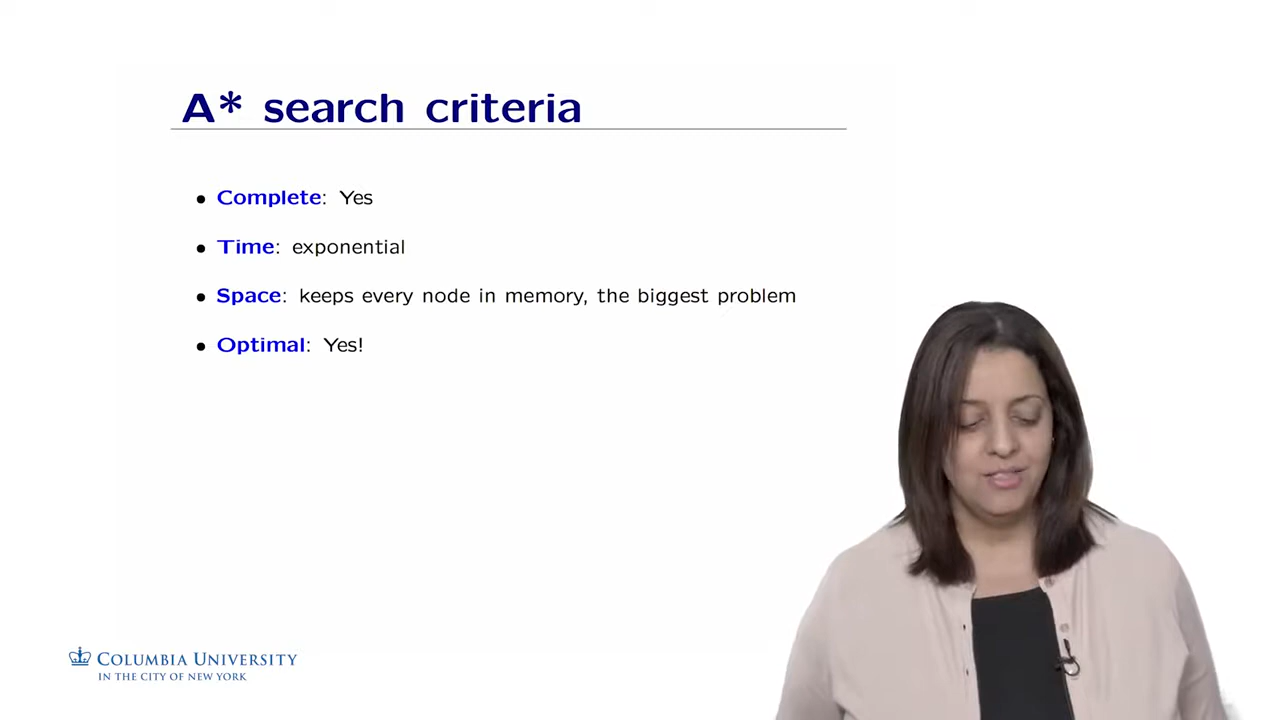 A* search criteria
• Complete: Yes
• Time: exponential
• Space: keeps every node in memory, the biggest problem
• Optimal: Yes!
COLUMBIA UNIVERSITY
IN THE CITY OF NEW YORK